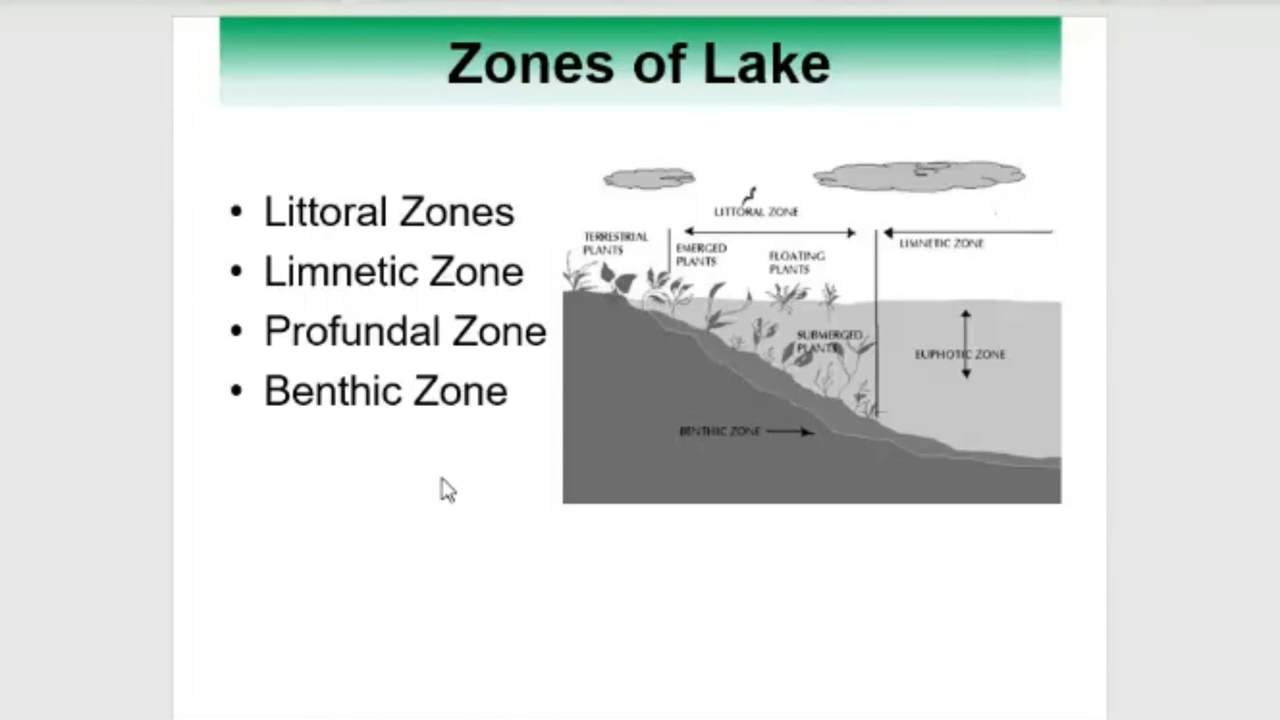 Zones of Lake
• Littoral Zones
• Limnetic Zone
• Profundal Zone
• Benthic Zone
LITTORAL ZONE
TERRESTRIAL
PLANTS
EMERGED
PLANTS
FLOATING
PLANTS
LIMNETIC ZONE
SUBMERGED
PLANTS
EUPHOTIC ZONE
BENTHIC ZONE